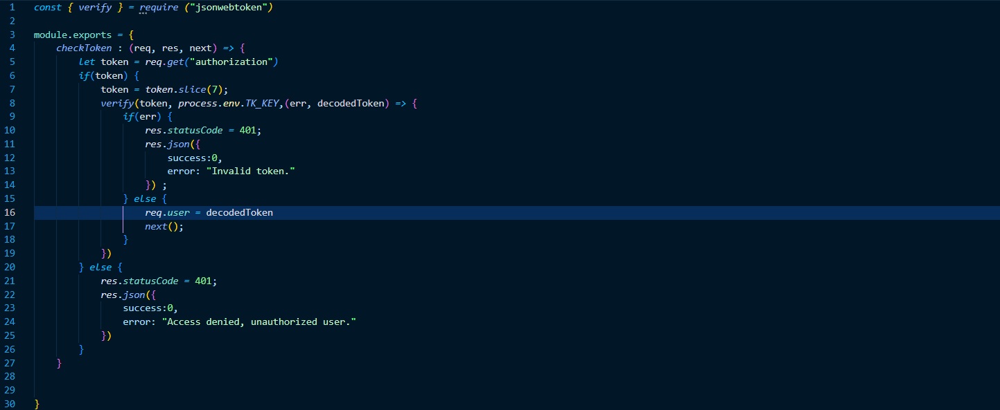 1 const { verify } = require ("jsonwebtoken")
2
3 module.exports = {
4 checkToken : (req, res, next) => {
5 let token = req.get("authorization")
6 if(token) {
7 token = token.slice(7);
8 verify(token, process.env.TK_KEY,(err, decodedToken) => {
9 if(err) {
10 res.statusCode = 401;
11 res.json({
12 success:0,
13 error: "Invalid token."
14 }) ;
15 } else {
16 req.user = decodedToken
17 next();
18 }
19 })
20 } else {
21 res.statusCode = 401;
22 res.json({
23 success:0,
24 error: "Access denied, unauthorized user."
25 })
26 }
27 }
28
29
30 }